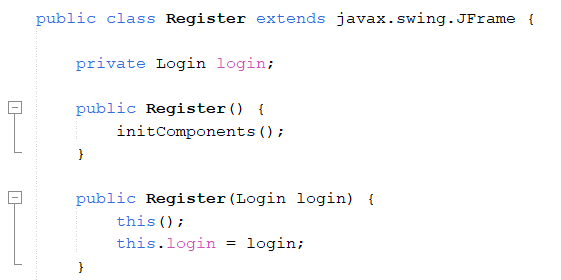 public class Register extends javax.swing.JFrame {
private Login login;
public Register() {
initComponents();
}
public Register(Login login) {
this();
this.login = login;
}